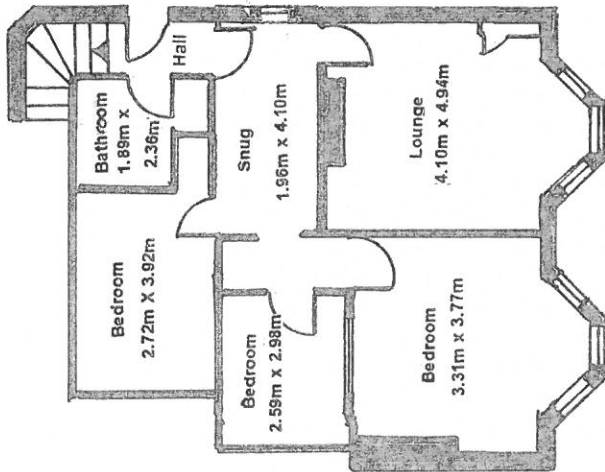 Hall
Bathroom
1.89m x
2.36m
Snug
1.96m x 4.10m
Lounge
4.10m x 4.94m
Bedroom
2.72m X 3.92m
Bedroom
2.59m x 2.98m
Bedroom
3.31m x 3.77m